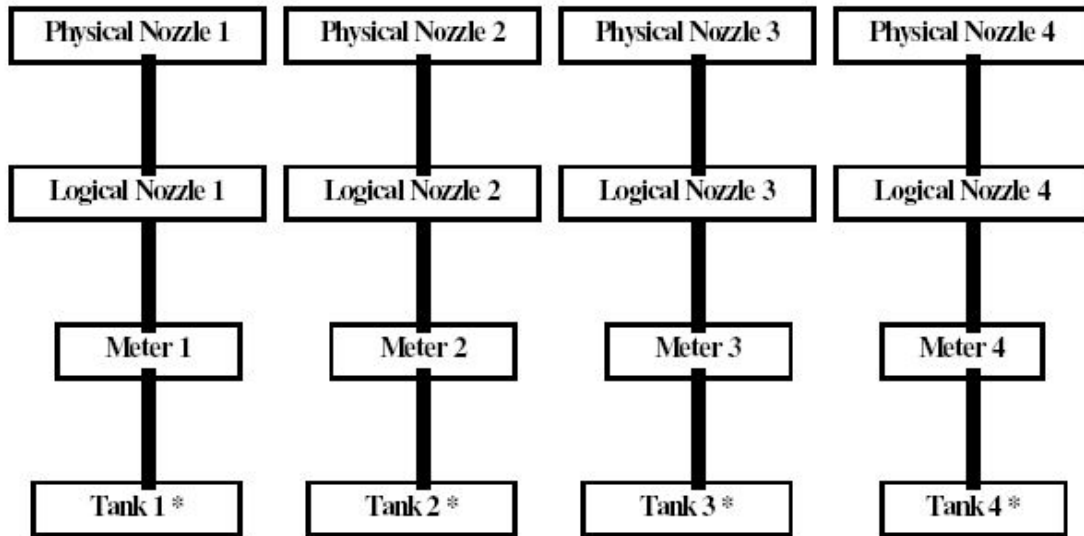 Physical Nozzle 1
Physical Nozzle 2
Physical Nozzle 3
Physical Nozzle 4
Logical Nozzle 1
Logical Nozzle 2
Logical Nozzle 3
Logical Nozzle 4
Meter 1
Meter 2
Meter 3
Meter 4
Tank 1 *
Tank 2 *
Tank 3 *
Tank 4 *